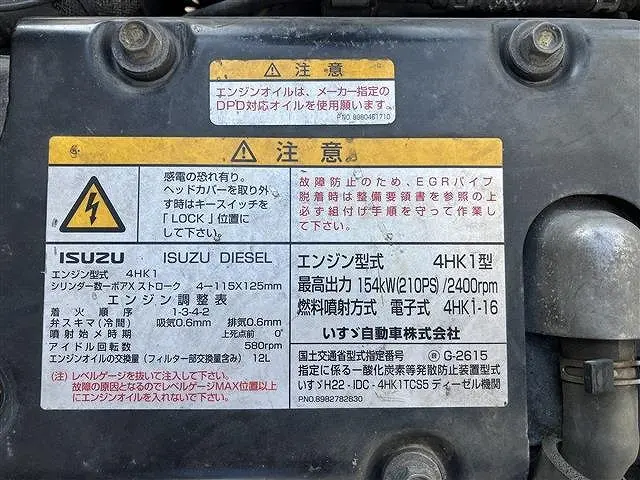 注意
エンジンオイルは、メーカー指定の
DPD対応オイルを使用願います。
P.NO.8980461710
注意
感電の恐れ有り。
ヘッドカバーを取り外
す時はキースイッチを
「LOCK」位置に
して下さい。
故障防止のため、EGRパイプ
脱着時は整備要領書を参照の上
必ず組付け手順を守って作業し
て下さい。
ISUZU ISUZU DIESEL
エンジン型式 4HK1
シリンダー数ーボアXストローク 4ー115X125mm
エンジン調整表
着火順序 1-3-4-2
弁スキマ(冷間) 吸気0.6mm 排気0.6mm
噴射始め時期 上死点前 0°
アイドル回転数 580rpm
エンジンオイルの交換量(フィルター部交換量含み) 12L
(注)レベルゲージを抜いて注入して下さい。
故障の原因となるのでレベルゲージMAX位置以上
にエンジンオイルを入れないで下さい。
エンジン型式 4HK1型
最高出力 154kW(210PS)/2400rpm
燃料噴射方式 電子式 4HK1-16
いすゞ自動車株式会社
国土交通省型式指定番号 G-2615
指定に係る一酸化炭素等発散防止装置型式
いすゞH22-IDC-4HK1TCS5 ディーゼル機関
P.NO.8982782830